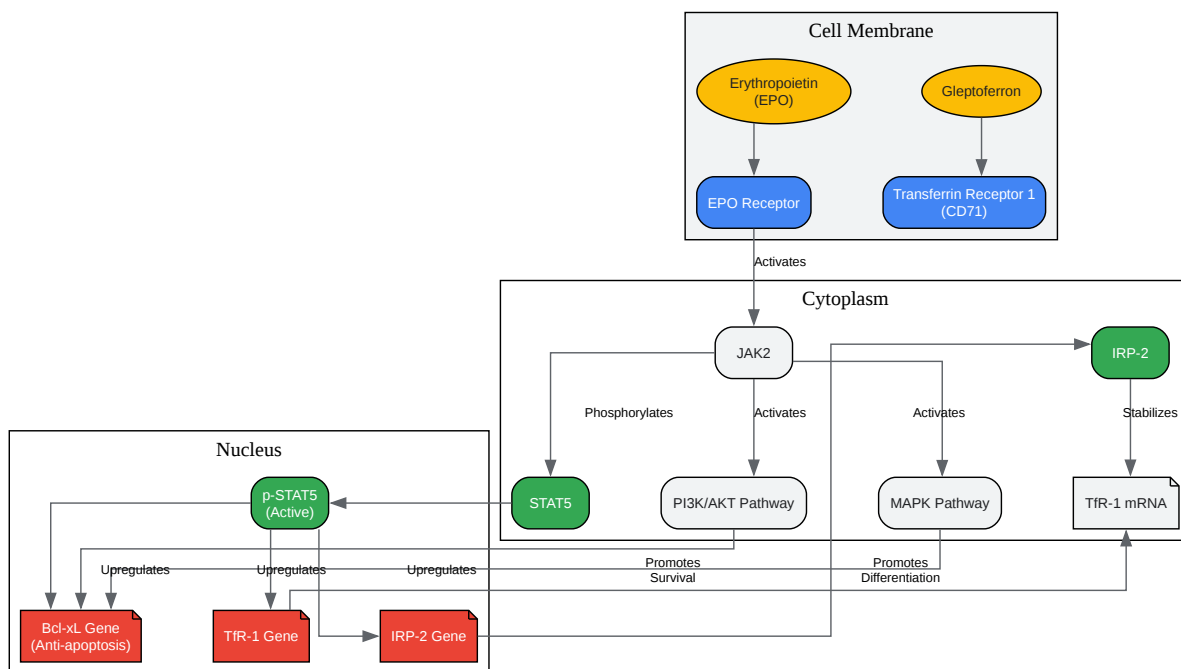 Cell Membrane
Erythropoietin
(EPO)
Gleptoferron
EPO Receptor
Transferrin Receptor 1
(CD71)
Activates
Cytoplasm
JAK2
IRP-2
Phosphorylates
Activates
Activates
Stabilizes
Nucleus
p-STAT5
(Active)
STAT5
PI3K/AKT Pathway
MAPK Pathway
TfR-1 mRNA
Upregulates
Upregulates
Upregulates
Promotes
Survival
Promotes
Differentiation
Bcl-xL Gene
(Anti-apoptosis)
TfR-1 Gene
IRP-2 Gene